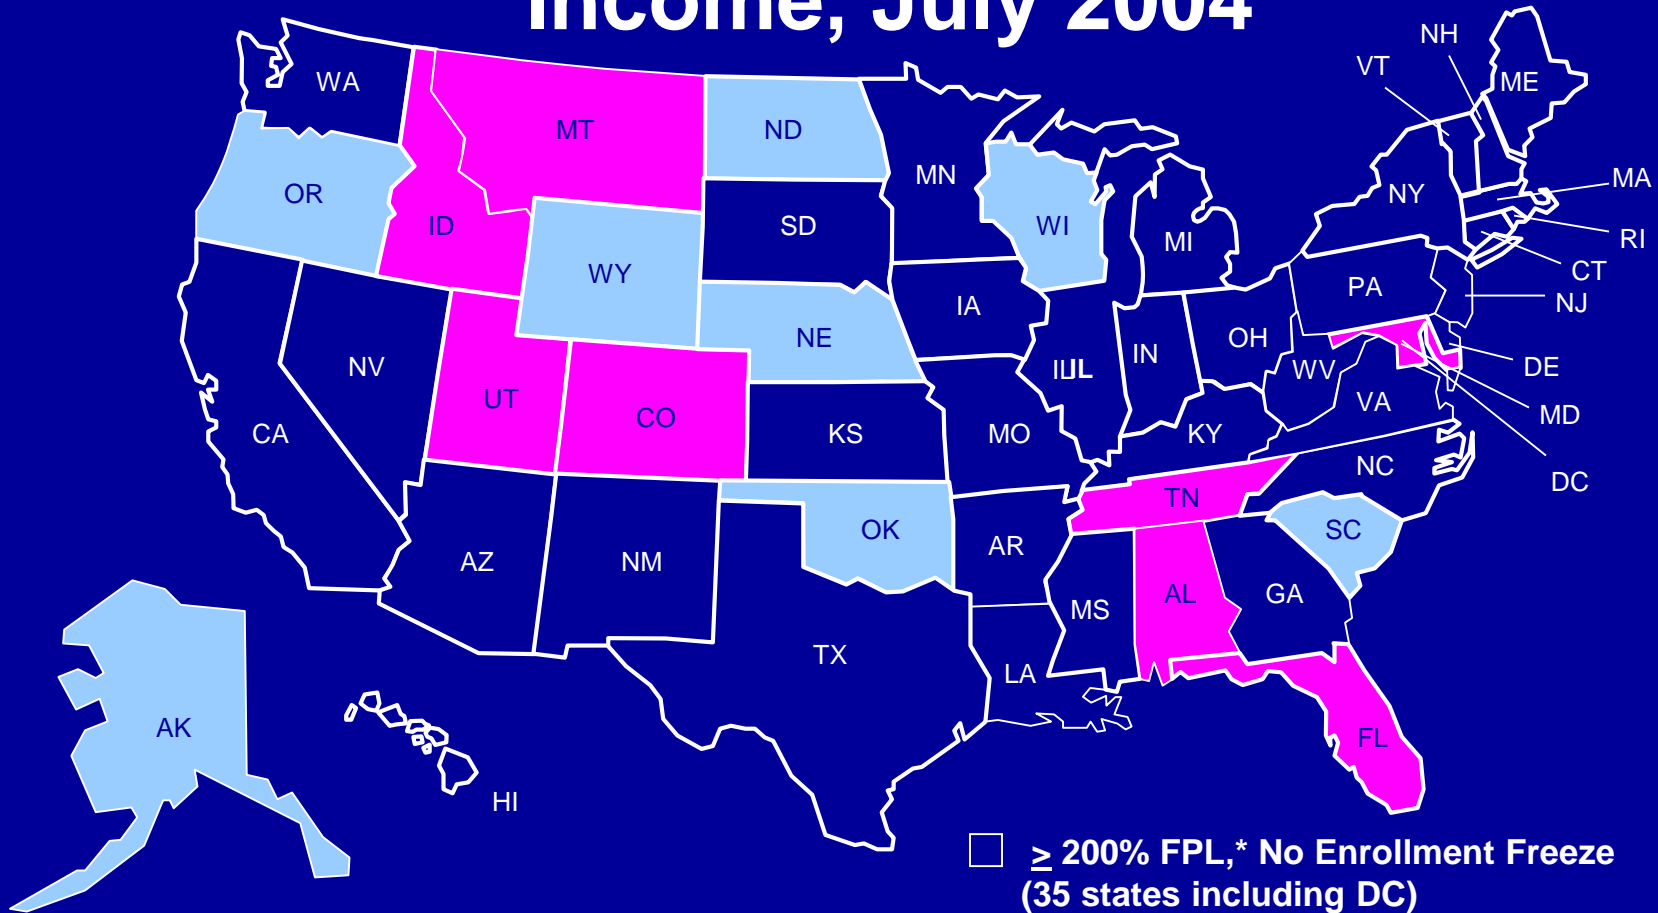 Income, July 2004
NH
VT
ME
WA
MT
ND
MN
MA
OR
NY
ID
SD
WI
MI
RI
WY
CT
PA
NJ
IA
NE
OH
NV
IN
DE
IL
IL
WV
UT
VA
CO
MD
CA
KS
MO
KY
NC
DC
TN
OK
SC
AR
AZ
NM
AL
GA
MS
TX
LA
AK
FL
HI
≥ 200% FPL,* No Enrollment Freeze
(35 states including DC)